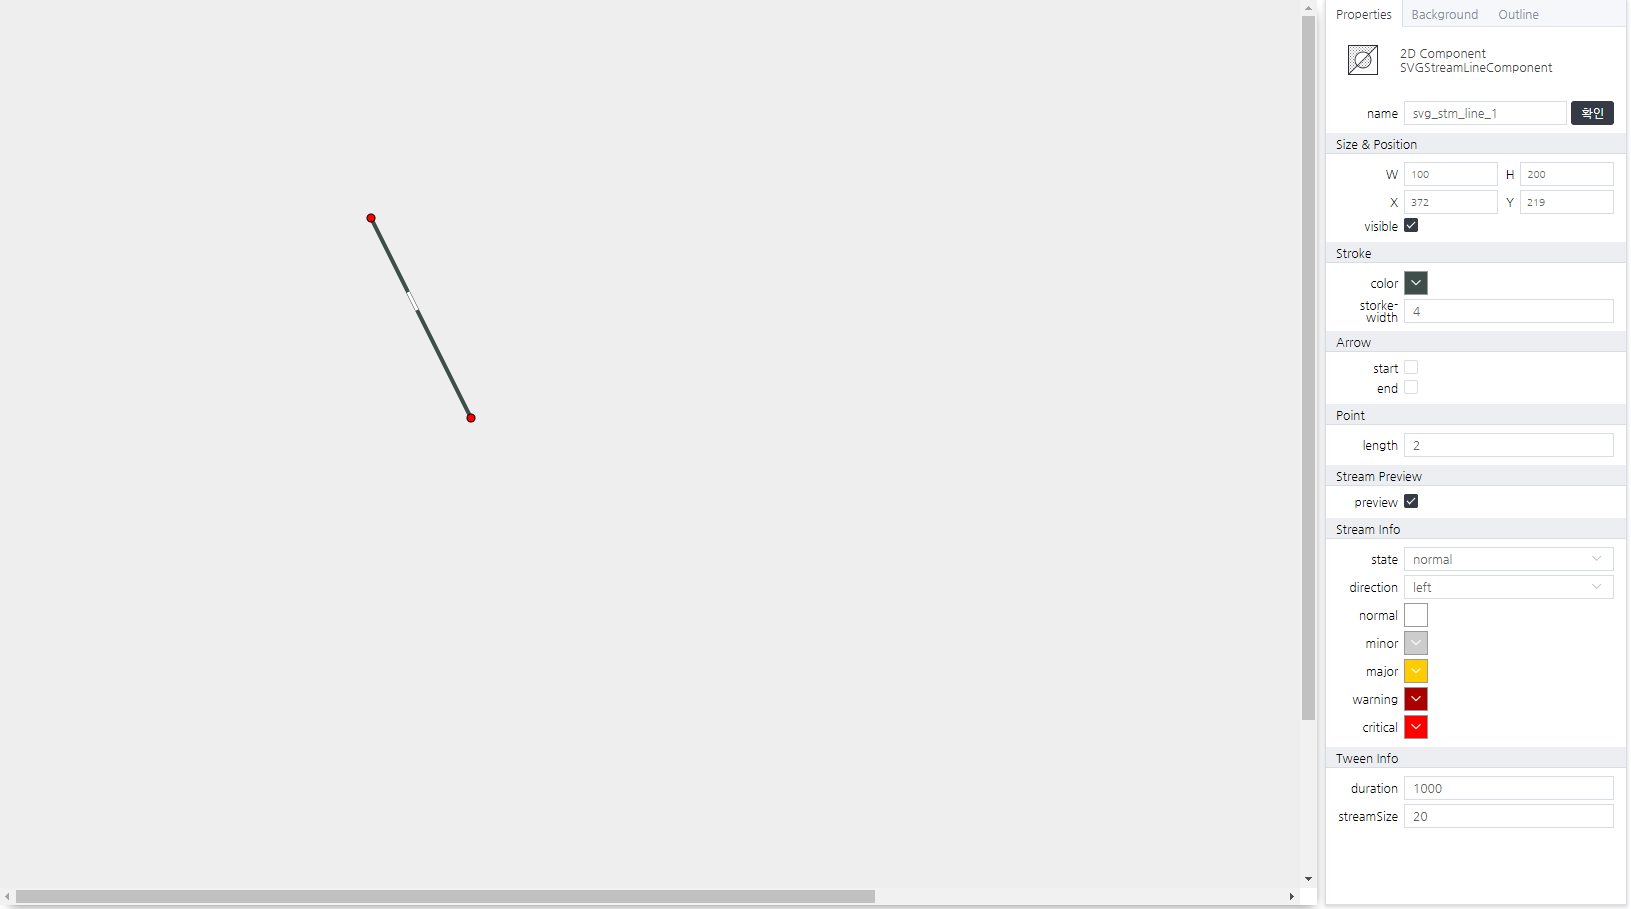 Properties Background Outline
2D Component
SVGStreamLineComponent
name svg_stm_line_1 확인
Size & Position
W 100 H 200
X 372 Y 219
visible
Stroke
color
storke-
width 4
Arrow
start
end
Point
length 2
Stream Preview
preview
Stream Info
state normal
direction left
normal
minor
major
warning
critical
Tween Info
duration 1000
streamSize 20